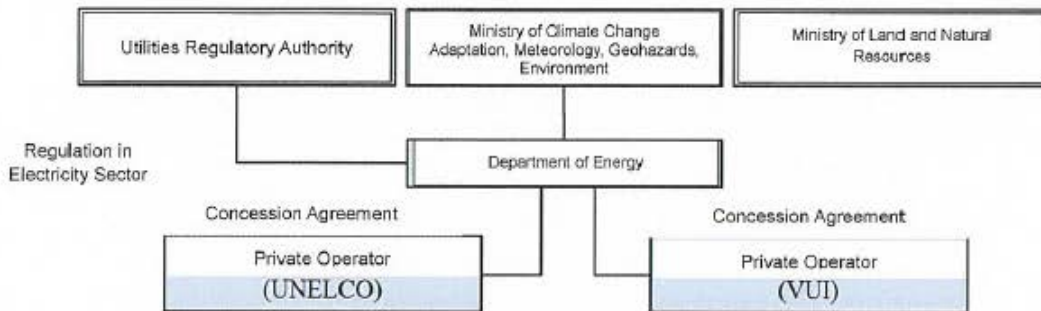 Utilities Regulatory Authority
Ministry of Climate Change
Adaptation, Meteorology, Geohazards,
Environment
Ministry of Land and Natural
Resources
Regulation in
Electricity Sector
Department of Energy
Concession Agreement
Concession Agreement
Private Operator
(UNELCO)
Private Operator
(VUI)